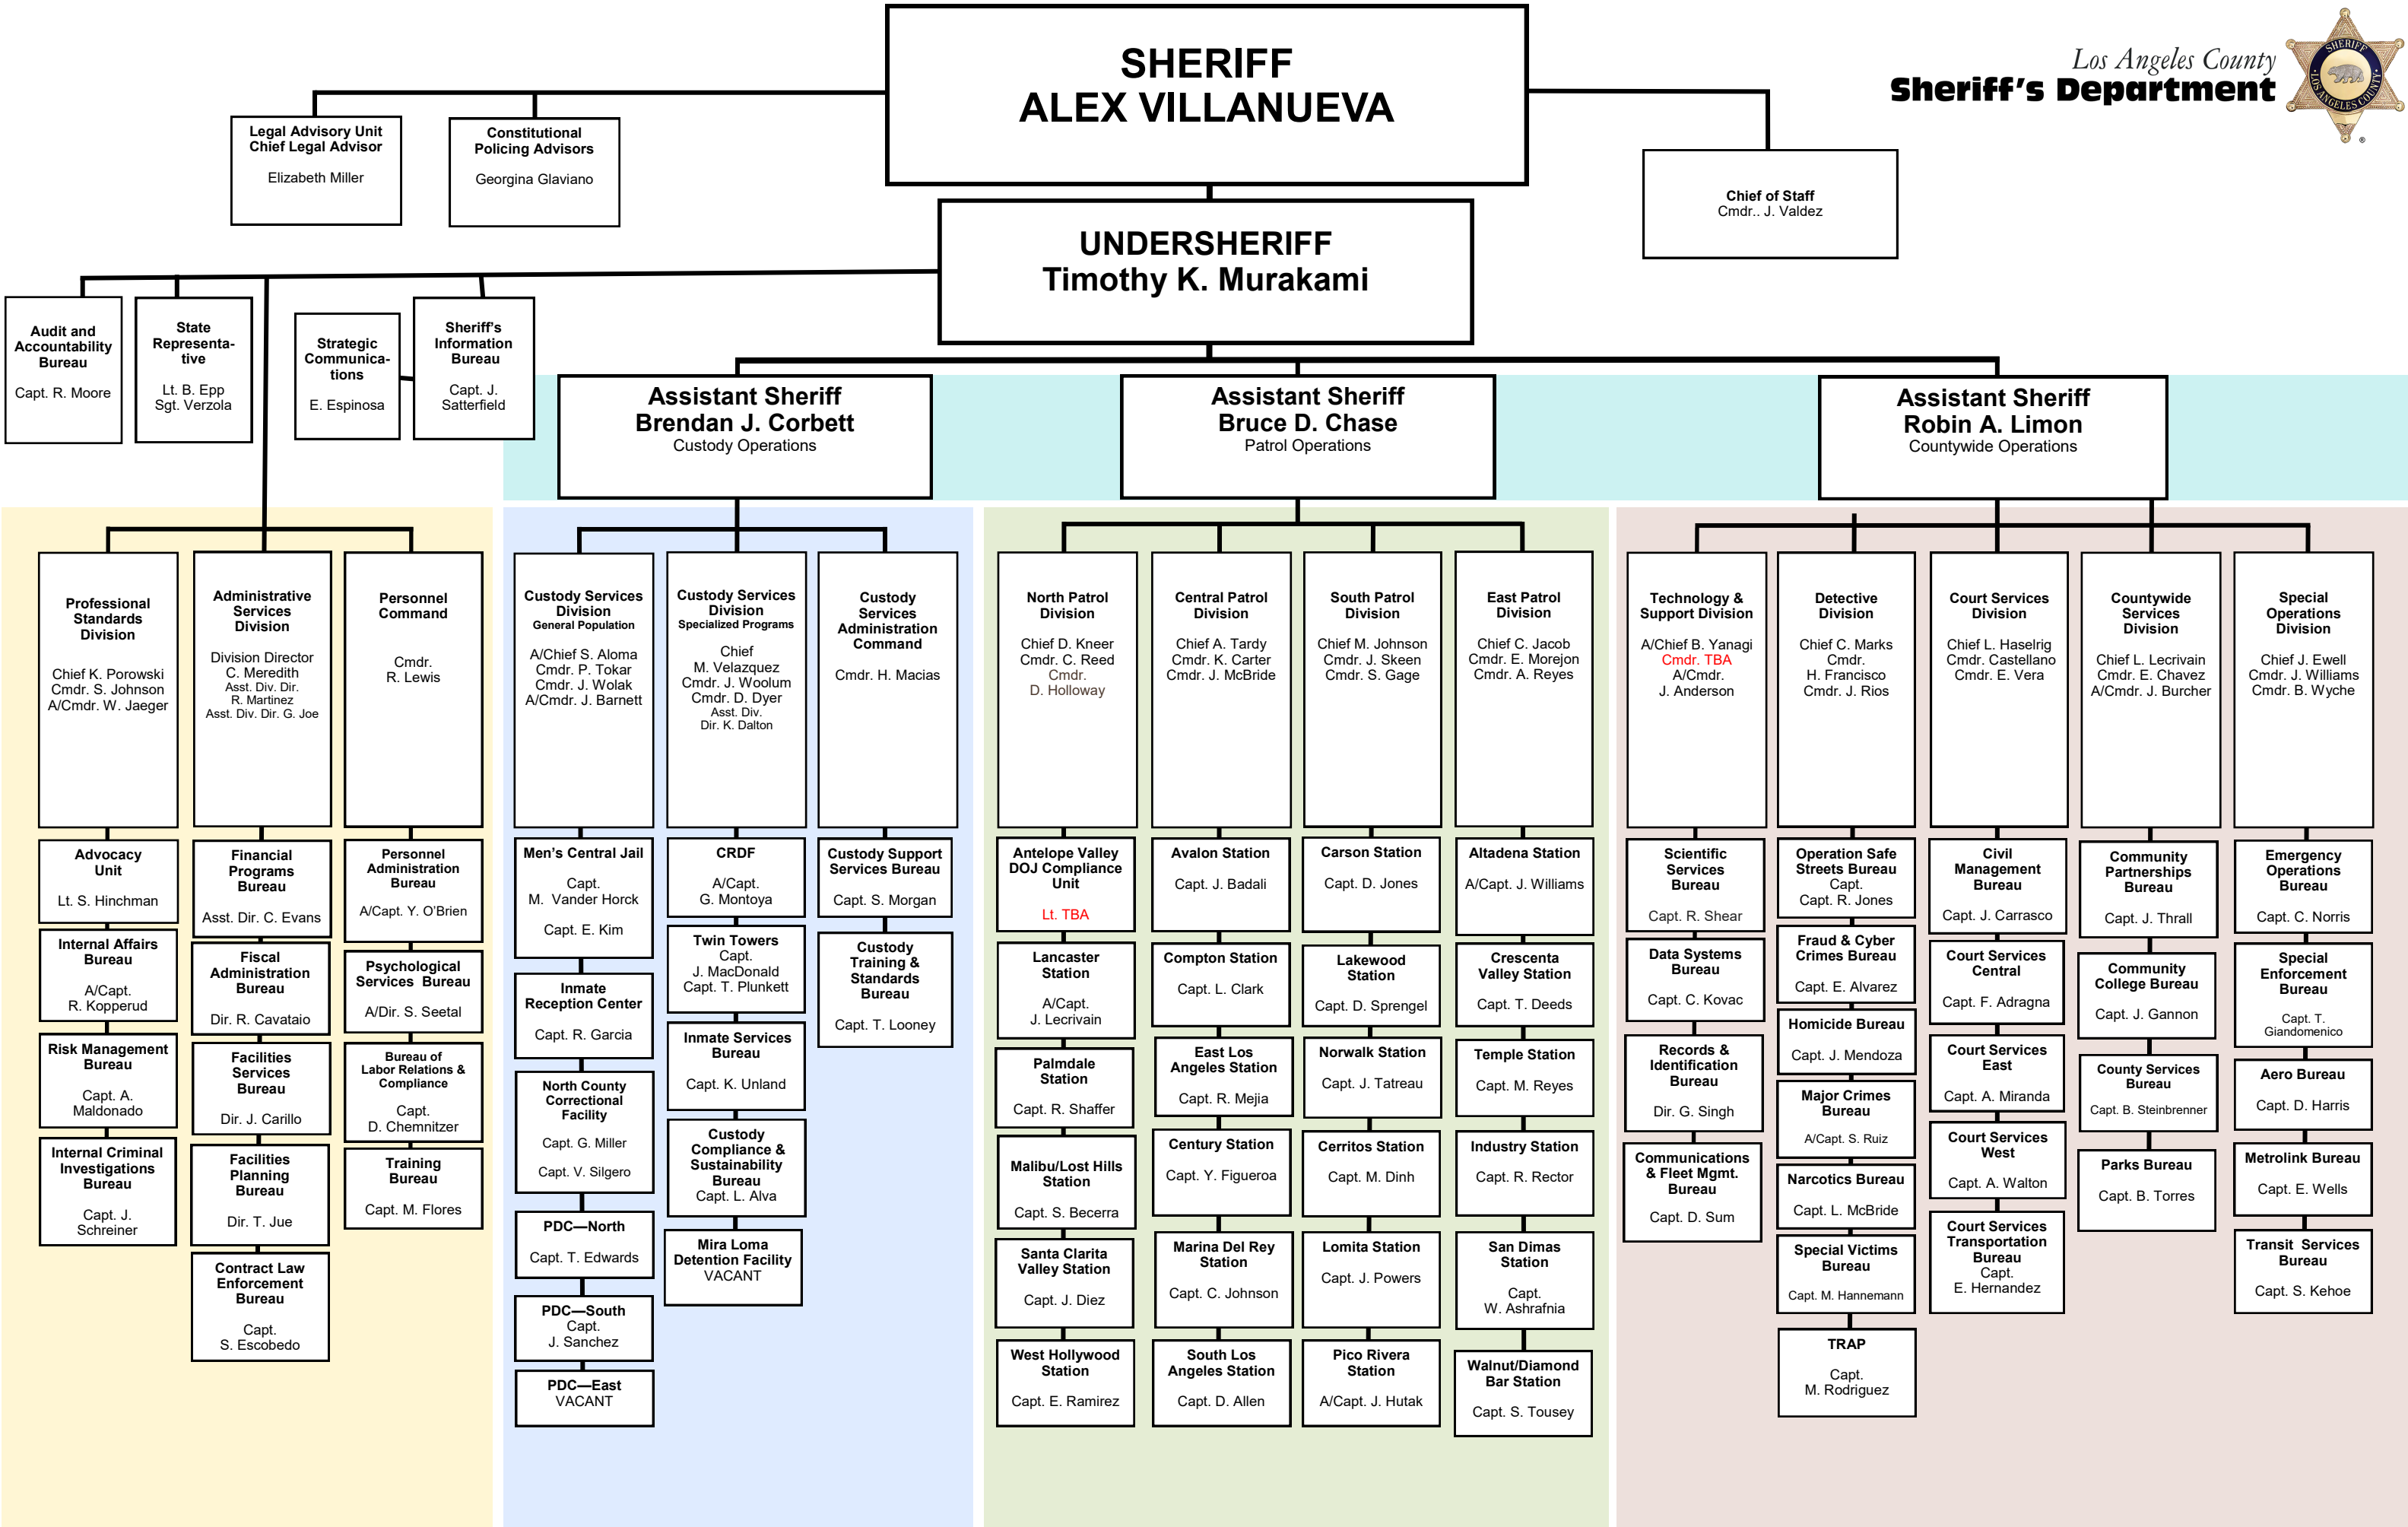 SHERIFF
ALEX VILLANUEVA
Los Angeles County
Sheriff's Department
SHERIFF
LOS ANGELES COUNTY
®
Legal Advisory Unit
Chief Legal Advisor
Elizabeth Miller
Constitutional
Policing Advisors
Georgina Glaviano
Chief of Staff
Cmdr.. J. Valdez
UNDERSHERIFF
Timothy K. Murakami
Audit and
Accountability
Bureau
Capt. R. Moore
State
Representa-
tive
Lt. B. Epp
Sgt. Verzola
Strategic
Communica-
tions
E. Espinosa
Sheriff's
Information
Bureau
Capt. J.
Satterfield
Assistant Sheriff
Brendan J. Corbett
Custody Operations
Assistant Sheriff
Bruce D. Chase
Patrol Operations
Assistant Sheriff
Robin A. Limon
Countywide Operations
Professional
Standards
Division
Chief K. Porowski
Cmdr. S. Johnson
A/Cmdr. W. Jaeger
Advocacy
Unit
Lt. S. Hinchman
Internal Affairs
Bureau
A/Capt.
R. Kopperud
Risk Management
Bureau
Capt. A.
Maldonado
Internal Criminal
Investigations
Bureau
Capt. J.
Schreiner
Administrative
Services
Division
Division Director
C. Meredith
Asst. Div. Dir.
R. Martinez
Asst. Div. Dir. G. Joe
Financial
Programs
Bureau
Asst. Dir. C. Evans
Fiscal
Administration
Bureau
Dir. R. Cavataio
Facilities
Services
Bureau
Dir. J. Carillo
Facilities
Planning
Bureau
Dir. T. Jue
Contract Law
Enforcement
Bureau
Capt.
S. Escobedo
Personnel
Command
Cmdr.
R. Lewis
Personnel
Administration
Bureau
A/Capt. Y. O'Brien
Psychological
Services Bureau
A/Dir. S. Seetal
Bureau of
Labor Relations &
Compliance
Capt.
D. Chemnitzer
Training
Bureau
Capt. M. Flores
Custody Services
Division
General Population
A/Chief S. Aloma
Cmdr. P. Tokar
Cmdr. J. Wolak
A/Cmdr. J. Barnett
Men's Central Jail
Capt.
M. Vander Horck
Capt. E. Kim
Inmate
Reception Center
Capt. R. Garcia
North County
Correctional
Facility
Capt. G. Miller
Capt. V. Silgero
PDC—North
Capt. T. Edwards
PDC—South
Capt.
J. Sanchez
PDC—East
VACANT
Custody Services
Division
Specialized Programs
Chief
M. Velazquez
Cmdr. J. Woolum
Cmdr. D. Dyer
Asst. Div.
Dir. K. Dalton
CRDF
A/Capt.
G. Montoya
Twin Towers
Capt.
J. MacDonald
Capt. T. Plunkett
Inmate Services
Bureau
Capt. K. Unland
Custody
Compliance &
Sustainability
Bureau
Capt. L. Alva
Mira Loma
Detention Facility
VACANT
Custody
Services
Administration
Command
Cmdr. H. Macias
Custody Support
Services Bureau
Capt. S. Morgan
Custody
Training &
Standards
Bureau
Capt. T. Looney
North Patrol
Division
Chief D. Kneer
Cmdr. C. Reed
Cmdr.
D. Holloway
Antelope Valley
DOJ Compliance
Unit
Lt. TBA
Lancaster
Station
A/Capt.
J. Lecrivain
Palmdale
Station
Capt. R. Shaffer
Malibu/Lost Hills
Station
Capt. S. Becerra
Santa Clarita
Valley Station
Capt. J. Diez
West Hollywood
Station
Capt. E. Ramirez
Central Patrol
Division
Chief A. Tardy
Cmdr. K. Carter
Cmdr. J. McBride
Avalon Station
Capt. J. Badali
Compton Station
Capt. L. Clark
East Los
Angeles Station
Capt. R. Mejia
Century Station
Capt. Y. Figueroa
Marina Del Rey
Station
Capt. C. Johnson
South Los
Angeles Station
Capt. D. Allen
South Patrol
Division
Chief M. Johnson
Cmdr. J. Skeen
Cmdr. S. Gage
Carson Station
Capt. D. Jones
Lakewood
Station
Capt. D. Sprengel
Norwalk Station
Capt. J. Tatreau
Cerritos Station
Capt. M. Dinh
Lomita Station
Capt. J. Powers
Pico Rivera
Station
A/Capt. J. Hutak
East Patrol
Division
Chief C. Jacob
Cmdr. E. Morejon
Cmdr. A. Reyes
Altadena Station
A/Capt. J. Williams
Crescenta
Valley Station
Capt. T. Deeds
Temple Station
Capt. M. Reyes
Industry Station
Capt. R. Rector
San Dimas
Station
Capt.
W. Ashrafnia
Walnut/Diamond
Bar Station
Capt. S. Tousey
Technology &
Support Division
A/Chief B. Yanagi
Cmdr. TBA
A/Cmdr.
J. Anderson
Scientific
Services
Bureau
Capt. R. Shear
Data Systems
Bureau
Capt. C. Kovac
Records &
Identification
Bureau
Dir. G. Singh
Communications
& Fleet Mgmt.
Bureau
Capt. D. Sum
Detective
Division
Chief C. Marks
Cmdr.
H. Francisco
Cmdr. J. Rios
Operation Safe
Streets Bureau
Capt.
R. Jones
Fraud & Cyber
Crimes Bureau
Capt. E. Alvarez
Homicide Bureau
Capt. J. Mendoza
Major Crimes
Bureau
A/Capt. S. Ruiz
Narcotics Bureau
Capt. L. McBride
Special Victims
Bureau
Capt. M. Hannemann
TRAP
Capt.
M. Rodriguez
Court Services
Division
Chief L. Haselrig
Cmdr. Castellano
Cmdr. E. Vera
Civil
Management
Bureau
Capt. J. Carrasco
Court Services
Central
Capt. F. Adragna
Court Services
East
Capt. A. Miranda
Court Services
West
Capt. A. Walton
Court Services
Transportation
Bureau
Capt.
E. Hernandez
Countywide
Services
Division
Chief L. Lecrivain
Cmdr. E. Chavez
A/Cmdr. J. Burcher
Community
Partnerships
Bureau
Capt. J. Thrall
Community
College Bureau
Capt. J. Gannon
County Services
Bureau
Capt. B. Steinbrenner
Parks Bureau
Capt. B. Torres
Special
Operations
Division
Chief J. Ewell
Cmdr. J. Williams
Cmdr. B. Wyche
Emergency
Operations
Bureau
Capt. C. Norris
Special
Enforcement
Bureau
Capt. T.
Giandomenico
Aero Bureau
Capt. D. Harris
Metrolink Bureau
Capt. E. Wells
Transit Services
Bureau
Capt. S. Kehoe